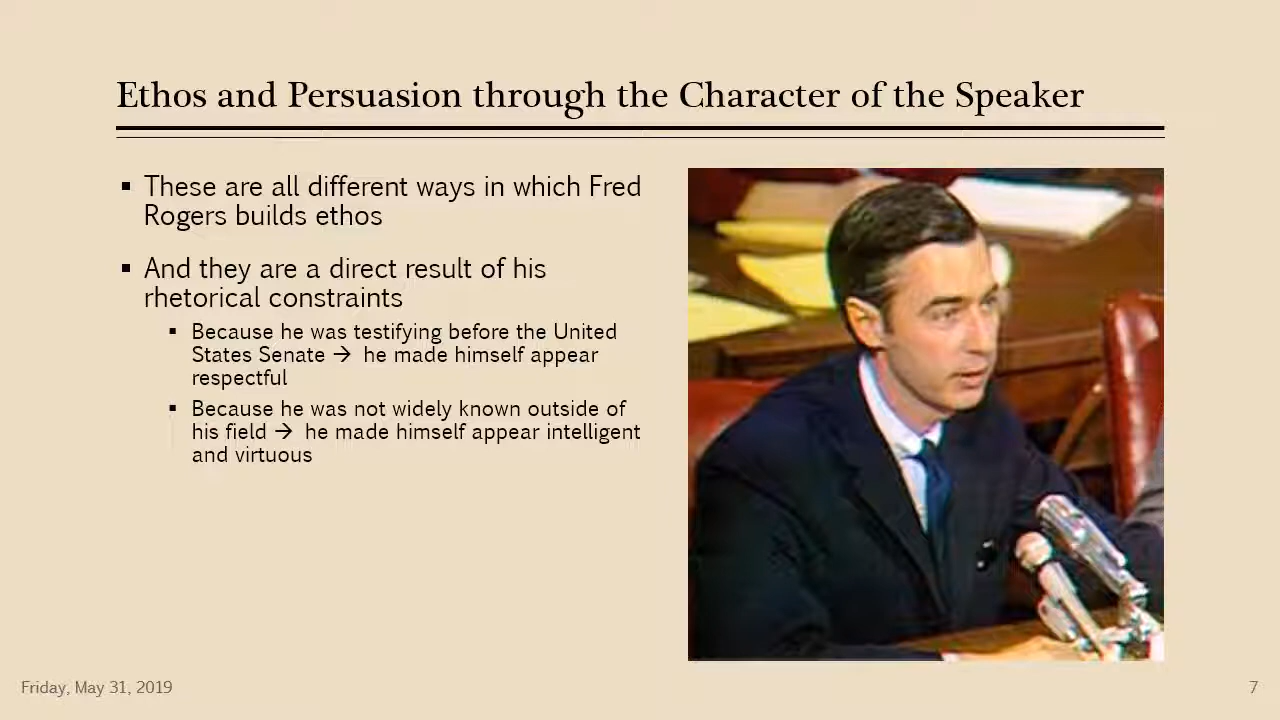 Ethos and Persuasion through the Character of the Speaker
▪ These are all different ways in which Fred
Rogers builds ethos
▪ And they are a direct result of his
rhetorical constraints
▪ Because he was testifying before the United
States Senate → he made himself appear
respectful
▪ Because he was not widely known outside of
his field → he made himself appear intelligent
and virtuous
Friday, May 31, 2019
7